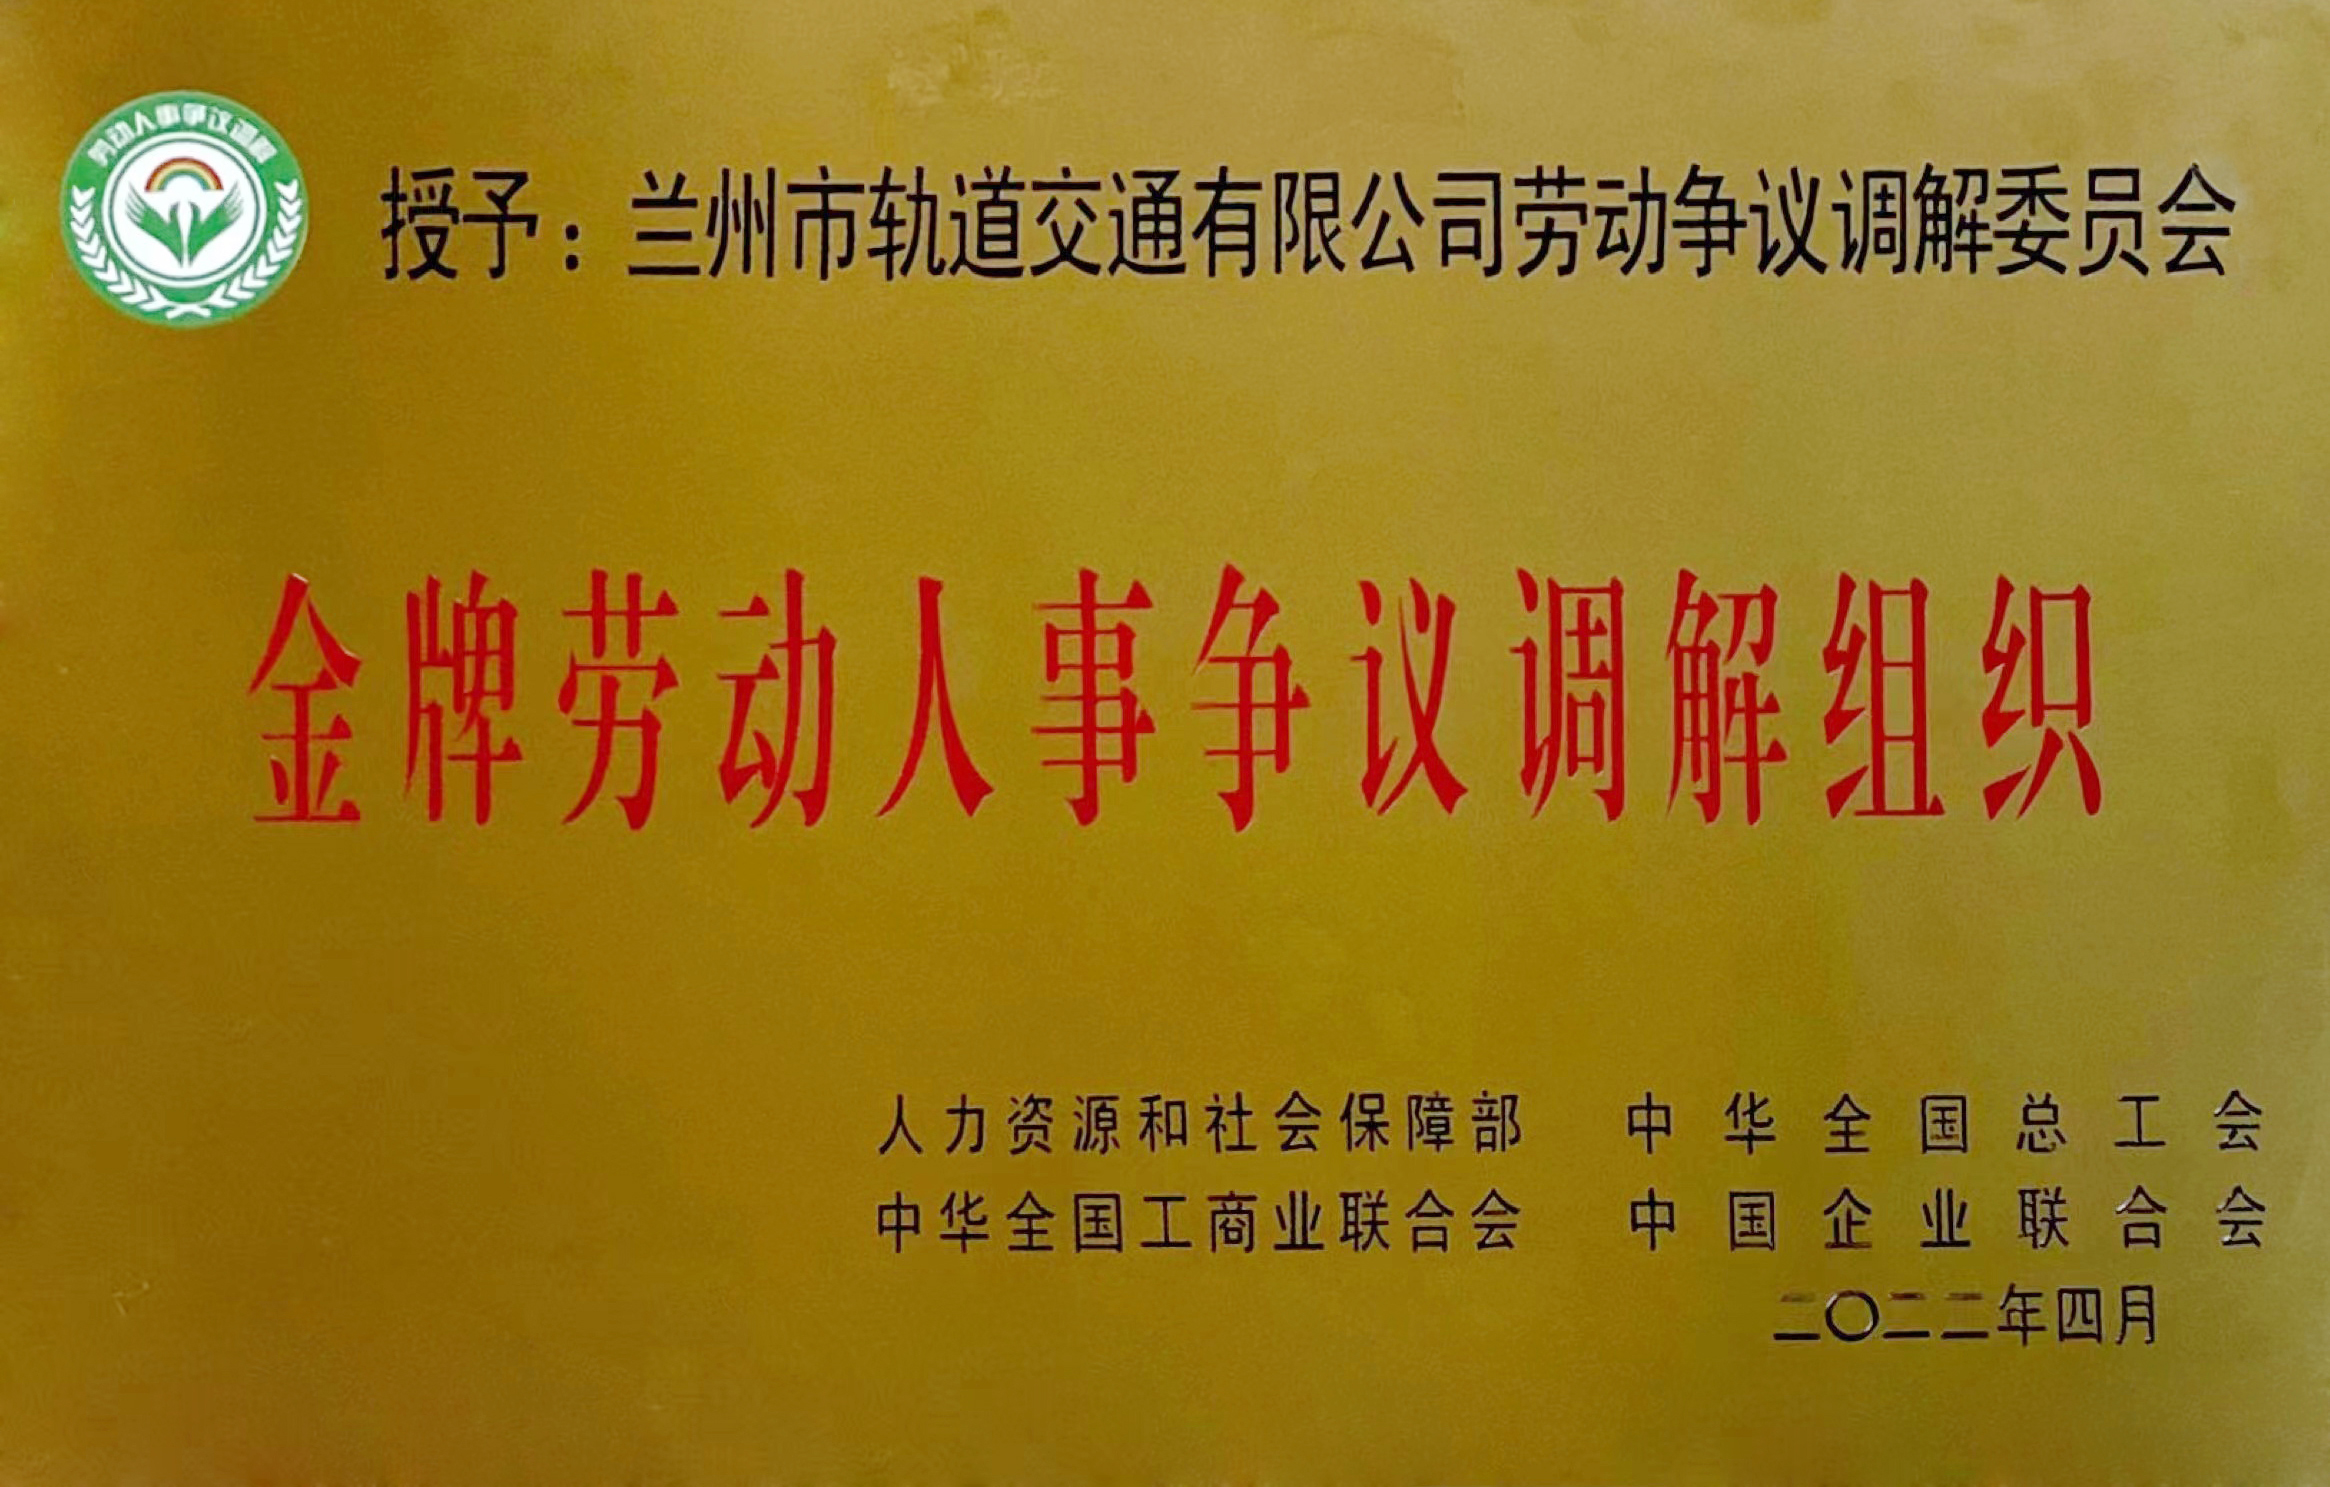 劳动人事争议调解
授予：兰州市轨道交通有限公司劳动争议调解委员会
金牌劳动人事争议调解组织
人力资源和社会保障部 中华全国总工会
中华全国工商业联合会 中国企业联合会
二〇二二年四月